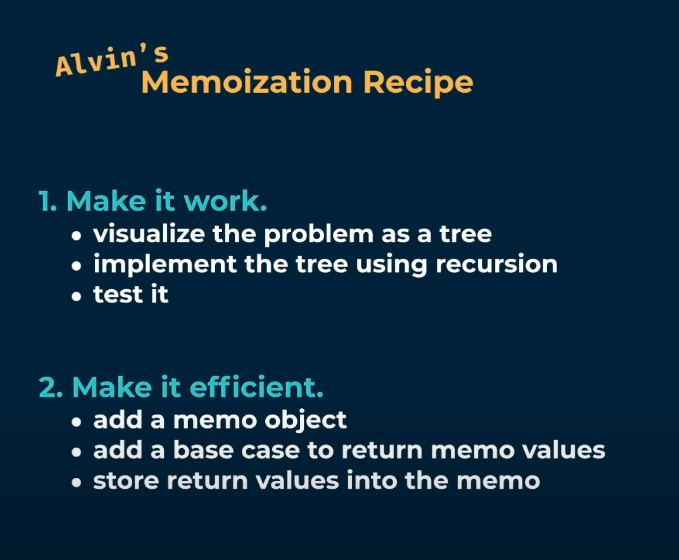 Alvin's
Memoization Recipe
1. Make it work.
• visualize the problem as a tree
• implement the tree using recursion
• test it
2. Make it efficient.
• add a memo object
• add a base case to return memo values
• store return values into the memo